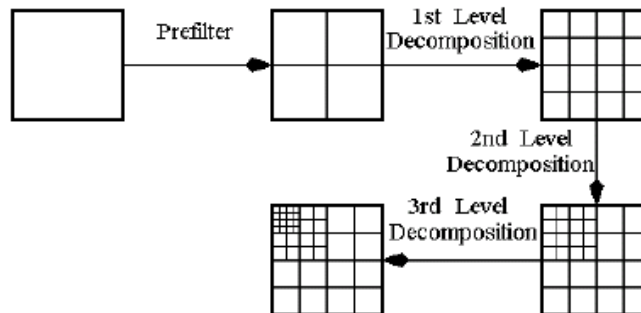 Prefilter
1st Level
Decomposition
2nd Level
Decomposition
3rd Level
Decomposition